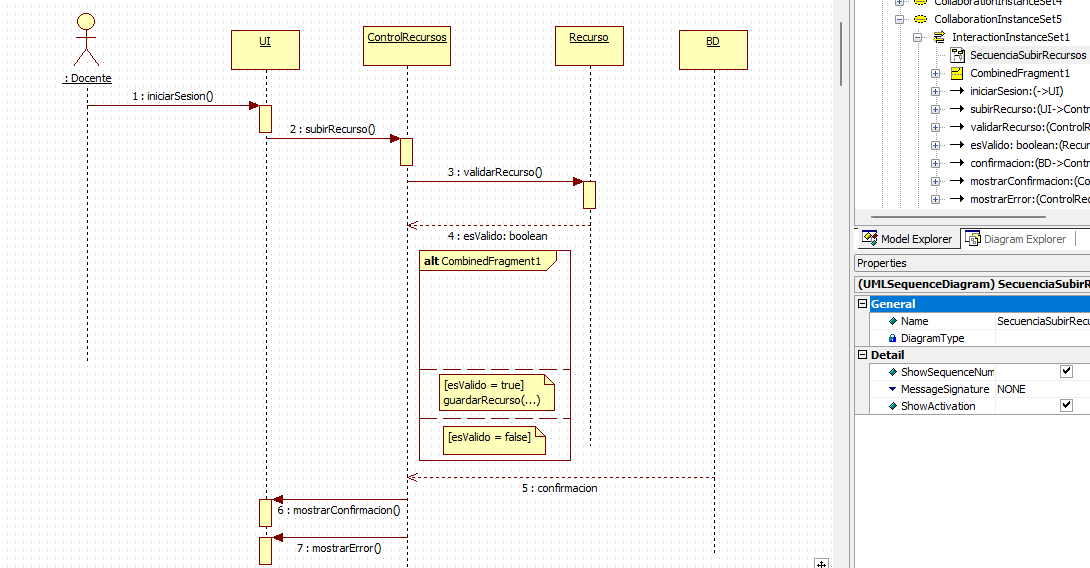 UI
ControlRecursos
Recurso
BD
: Docente
1 : iniciarSesion()
2 : subirRecurso()
3 : validarRecurso()
4 : esValido: boolean
alt CombinedFragment1
[esValido = true]
guardarRecurso(...)
[esValido = false]
5 : confirmacion
6 : mostrarConfirmacion()
7 : mostrarError()
CollaborationInstanceSet4
CollaborationInstanceSet5
InteractionInstanceSet1
SecuenciaSubirRecursos
CombinedFragment1
iniciarSesion:(->UI)
subirRecurso:(UI->Contr
validarRecurso:(ControlR
esValido: boolean:(Recur
confirmacion:(BD->Contr
mostrarConfirmacion:(Co
mostrarError:(ControlRec
Model Explorer
Diagram Explorer
Properties
(UMLSequenceDiagram) SecuenciaSubirR
General
Name SecuenciaSubirRecu
DiagramType
Detail
ShowSequenceNum
MessageSignature NONE
ShowActivation